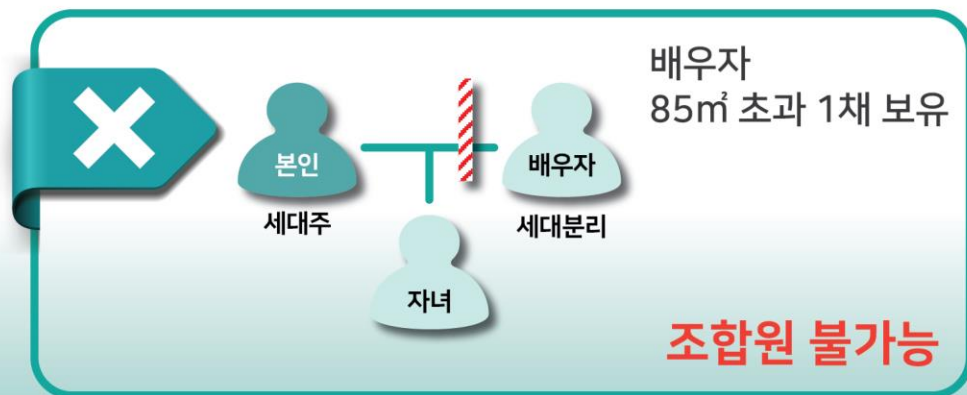 배우자
85㎡ 초과 1채 보유
본인
배우자
세대주
세대분리
자녀
조합원 불가능